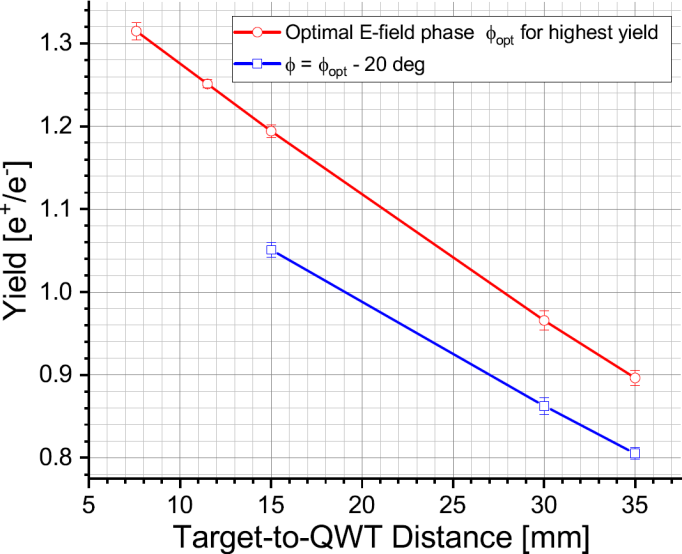 Optimal E-field phase ϕopt for highest yield
ϕ = ϕopt - 20 deg
Yield [e+/e-]
1.3
1.2
1.1
1.0
0.9
0.8
5 10 15 20 25 30 35
Target-to-QWT Distance [mm]